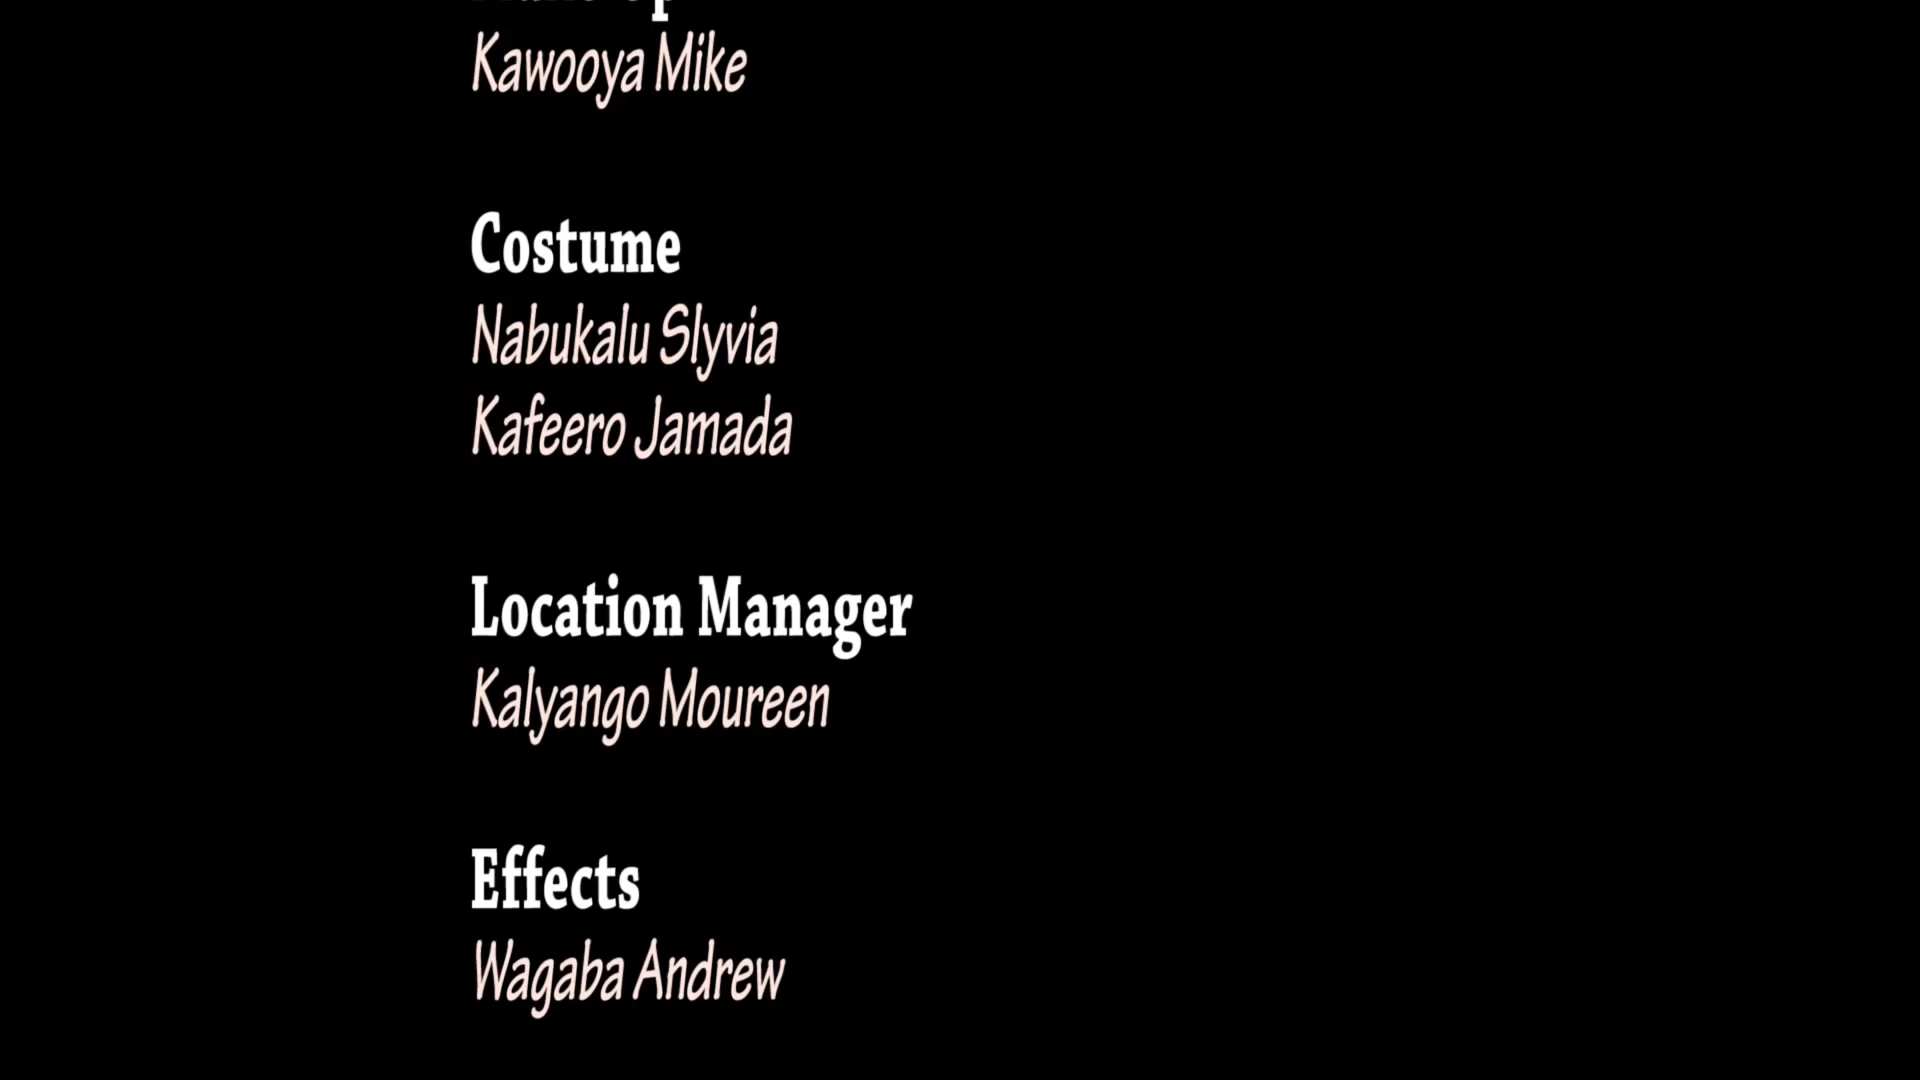 Kawooya Mike
Costume
Nabukalu Slyvia
Kafeero Jamada
Location Manager
Kalyango Moureen
Effects
Wagaba Andrew